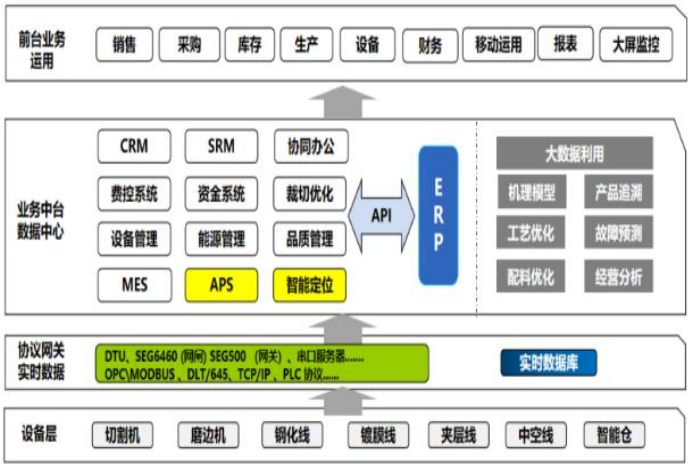 前台业务
运用
销售 采购 库存 生产 设备 财务 移动运用 报表 大屏监控
业务中台
数据中心
CRM SRM 协同办公
费控系统 资金系统 裁切优化
设备管理 能源管理 品质管理
MES APS 智能定位
API
E
R
P
大数据利用
机理模型 产品追溯
工艺优化 故障预测
配料优化 经营分析
协议网关
实时数据
DTU、SEG6460 (网闸) SEG500 (网关) 、串口服务器.......
OPC\MODBUS 、DLT/645、TCP/IP 、PLC 协议......
实时数据库
设备层
切割机 磨边机 钢化线 镀膜线 夹层线 中空线 智能仓